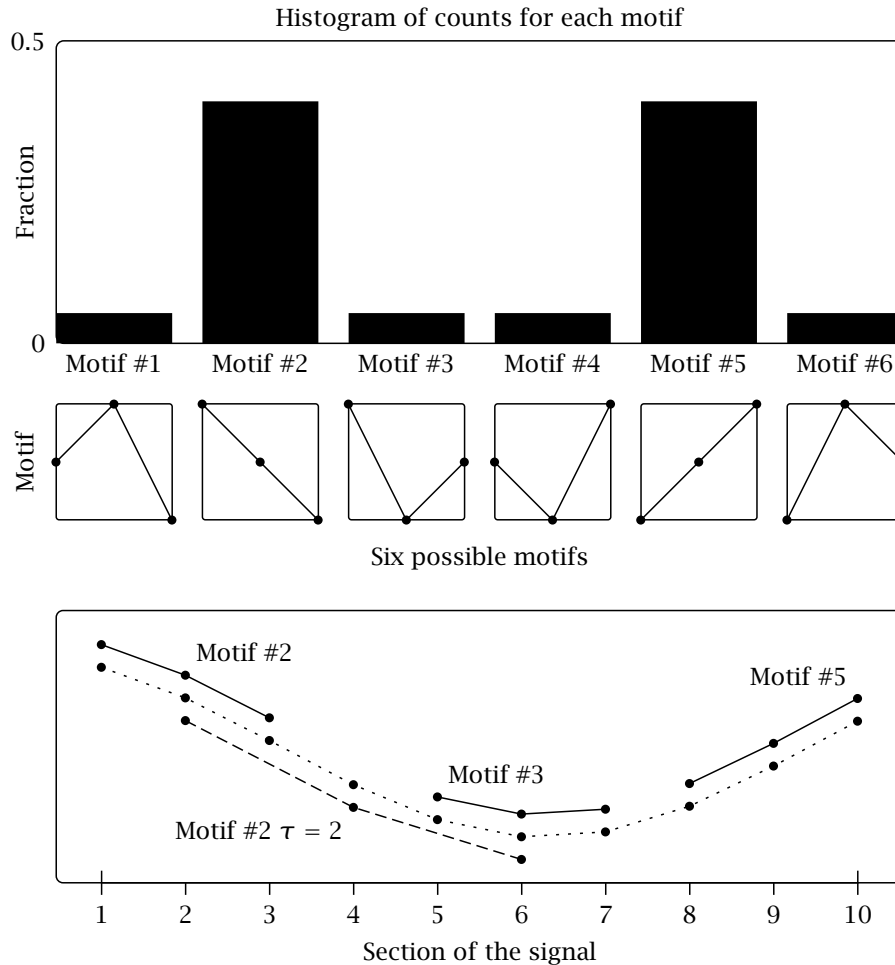 Histogram of counts for each motif
0.5
Fraction
0
Motif #1 Motif #2 Motif #3 Motif #4 Motif #5 Motif #6
Motif
Six possible motifs
Motif #2
Motif #5
Motif #3
Motif #2 τ = 2
1 2 3 4 5 6 7 8 9 10
Section of the signal